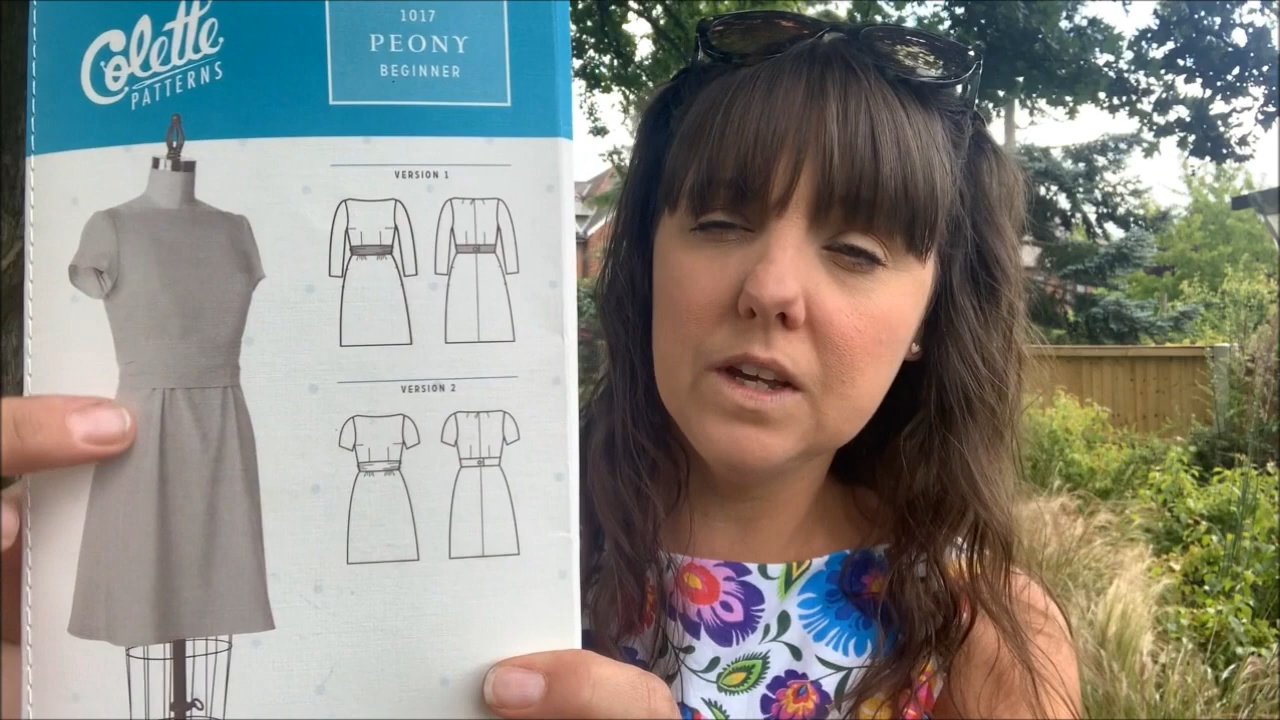 Colette
PATTERNS
1017
PEONY
BEGINNER
VERSION 1
VERSION 2